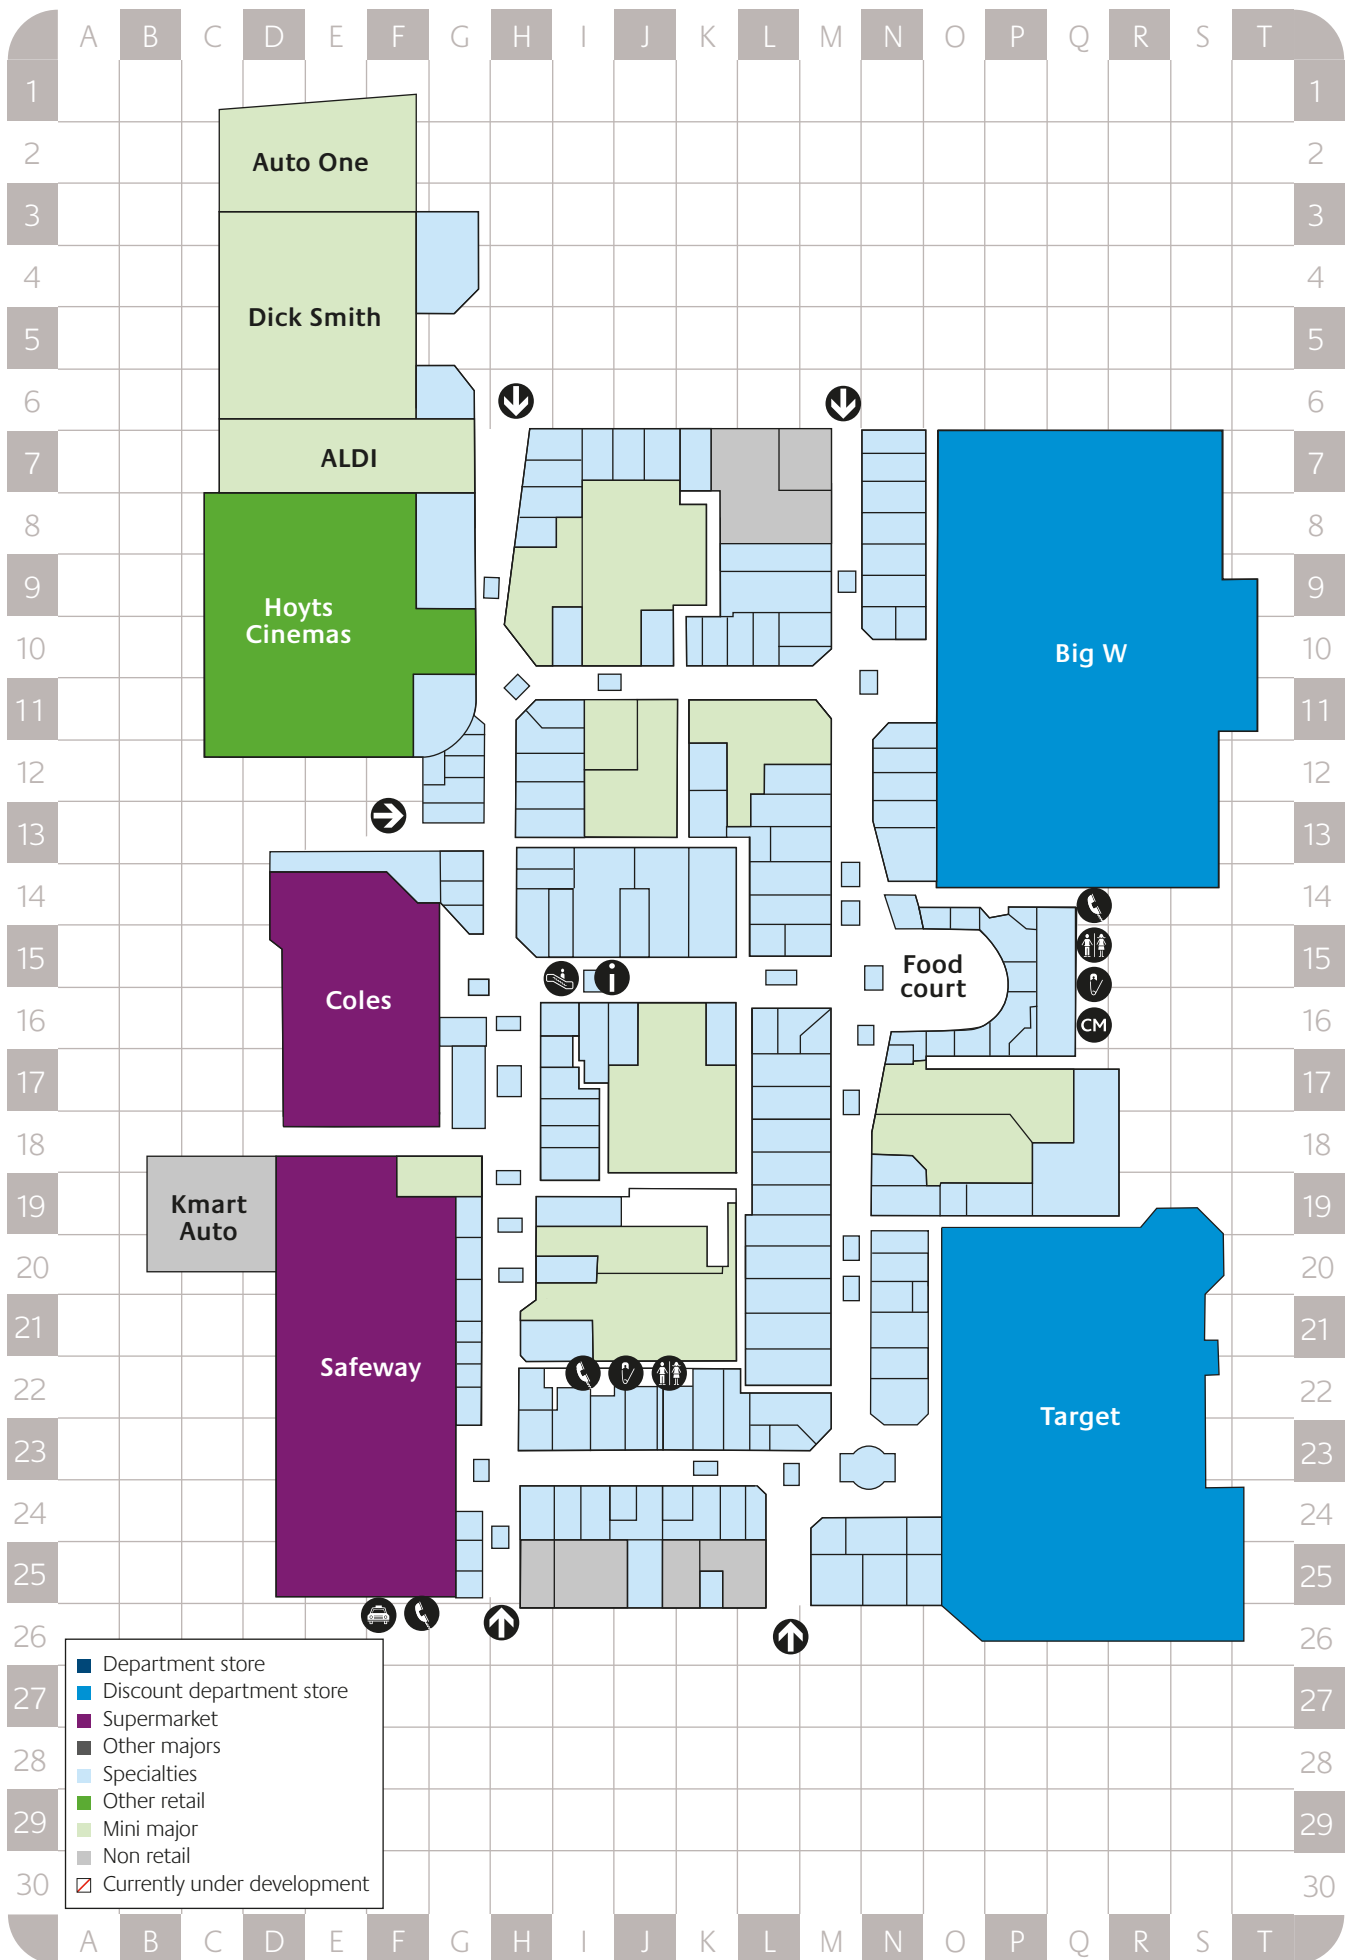 A B C D E F G H I J K L M N O P Q R S T
1 1
2 2
Auto One
3 3
4 4
Dick Smith
5 5
6 6
ALDI
7 7
8 8
9 9
Hoyts
Cinemas
10 10
Big W
11 11
12 12
13 13
14 14
15 15
Food
court
Coles
16 16
CM
17 17
18 18
19 19
Kmart
Auto
20 20
21 21
Safeway
22 22
Target
23 23
24 24
25 25
26 26
Department store
27 27
Discount department store
Supermarket
Other majors
28 28
Specialties
Other retail
29 29
Mini major
Non retail
30 30
Currently under development
A B C D E F G H I J K L M N O P Q R S T